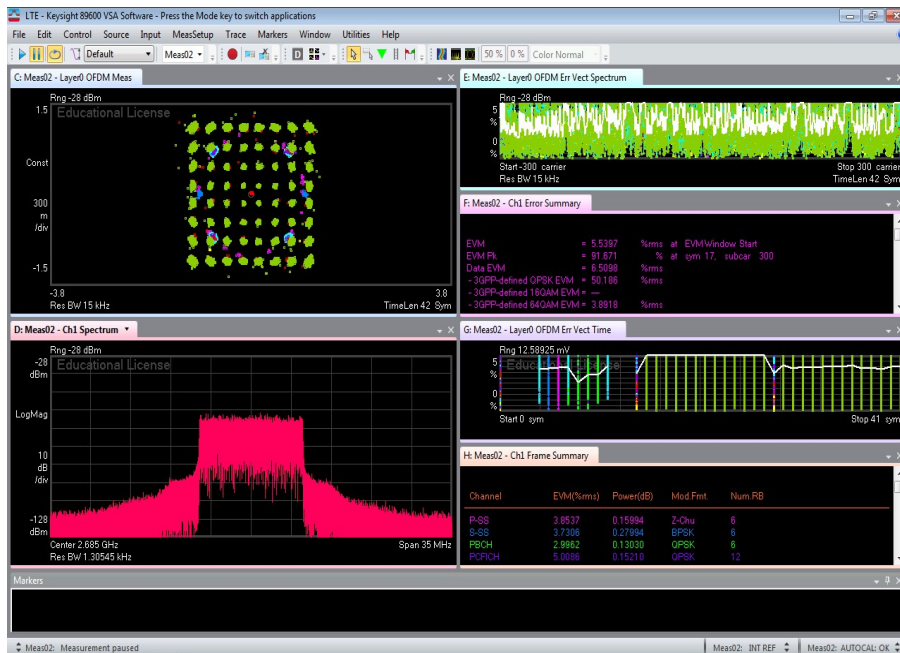 LTE - Keysight 89600 VSA Software - Press the Mode key to switch applications
File Edit Control Source Input MeasSetup Trace Markers Window Utilities Help
Default Meas02 50 % 0 % Color Normal
C: Meas02 - Layer0 OFDM Meas
Rng -28 dBm
1.5 Educational License
Const
300
m
/div
-1.5
-3.8 3.8
Res BW 15 kHz TimeLen 42 Sym
D: Meas02 - Ch1 Spectrum
Rng -28 dBm
-28 Educational License
dBm
LogMag
10
dB
/div
-128
dBm
Center 2.685 GHz Span 35 MHz
Res BW 1.30545 kHz
E: Meas02 - Layer0 OFDM Err Vect Spectrum
Rng -28 dBm
5
%
0
%
Start -300 carrier Stop 300 carrier
Res BW 15 kHz TimeLen 42 Sym
F: Meas02 - Ch1 Error Summary
EVM = 5.5397 %rms at EVMWindow Start
EVM Pk = 91.671 % at sym 17, subcar 300
Data EVM = 6.5098 %rms
- 3GPP-defined QPSK EVM = 50.186 %rms
- 3GPP-defined 16QAM EVM = —
- 3GPP-defined 64QAM EVM = 3.8918 %rms
G: Meas02 - Layer0 OFDM Err Vect Time
Rng 12.58925 mV
5
%
0
%
Start 0 sym Stop 41 sym
H: Meas02 - Ch1 Frame Summary
Channel EVM(%rms) Power(dB) Mod.Fmt. Num.RB
P-SS 3.8537 0.15994 Z-Chu 6
S-SS 3.7306 0.27994 BPSK 6
PBCH 2.9962 0.13030 QPSK 6
PCFICH 5.0086 0.15210 QPSK 12
Markers
Meas02: Measurement paused Meas02: INT REF Meas02: AUTOCAL: OK